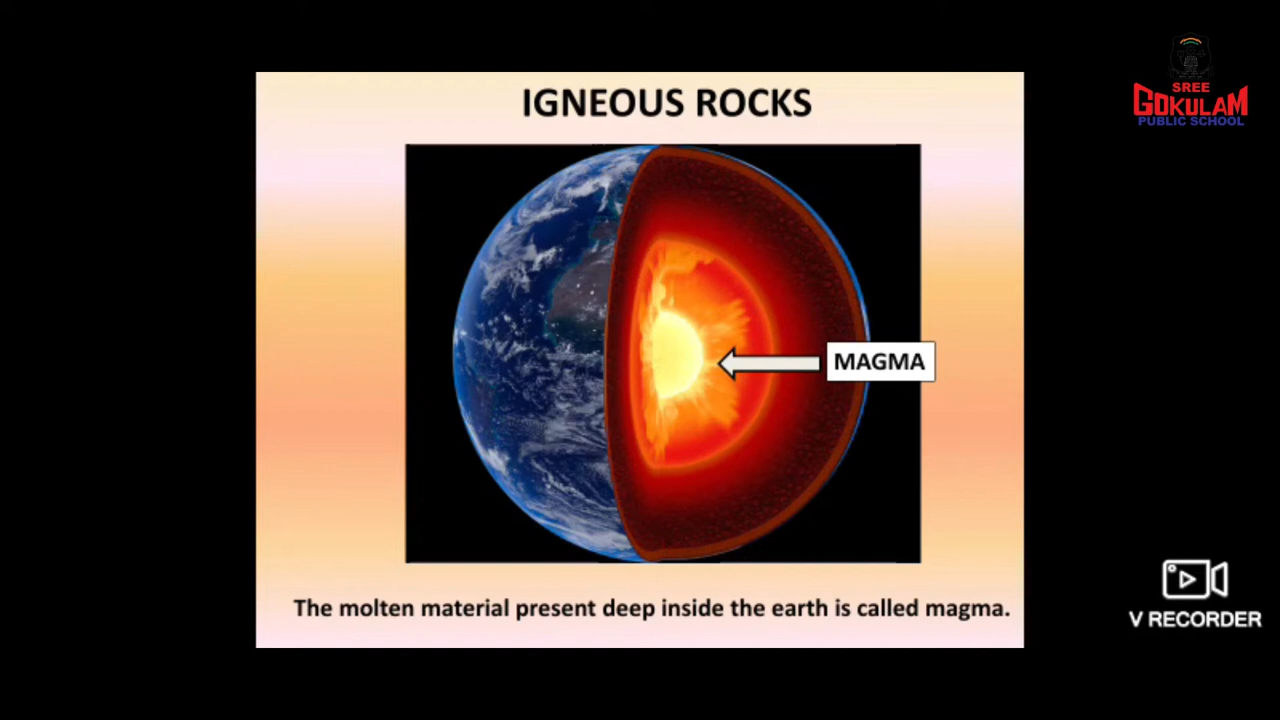 IGNEOUS ROCKS
SREE
GOKULAM
PUBLIC SCHOOL
MAGMA
The molten material present deep inside the earth is called magma.
V RECORDER